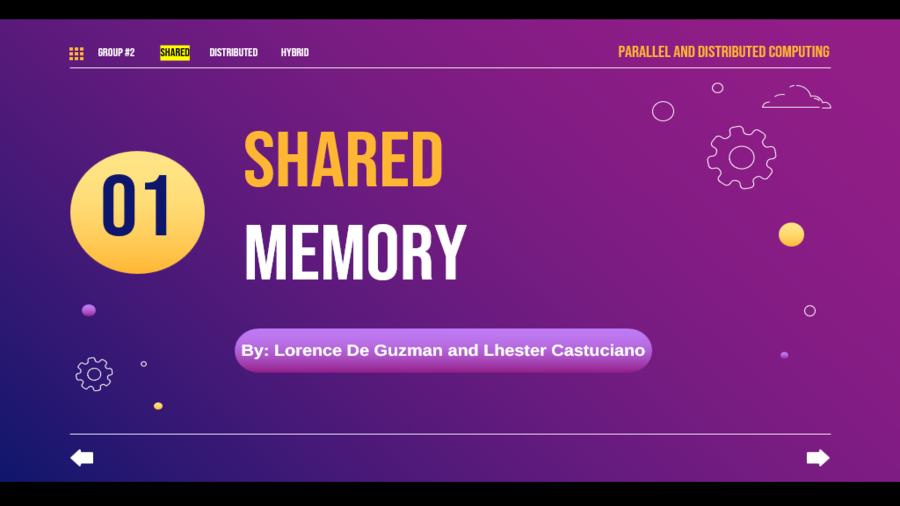 GROUP #2 SHARED DISTRIBUTED HYBRID PARALLEL AND DISTRIBUTED COMPUTING
01
SHARED
MEMORY
By: Lorence De Guzman and Lhester Castuciano